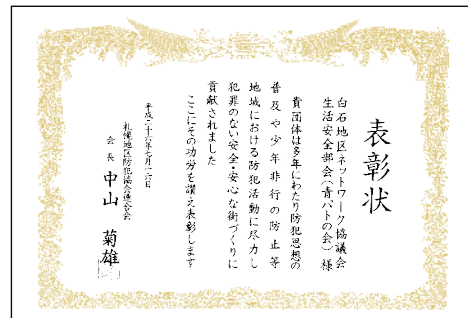 表彰状
白石地区ネットワーク協議会
生活安全部会(青パトの会) 様
貴団体は多年にわたり防犯思想の
普及や少年非行の防止等
地域における防犯活動に尽力し
犯罪のない安全・安心な街づくりに
貢献されました
ここにその功労を讃え表彰します
平成二十六年七月二六日
札幌地区防犯協会連合会
会長 中山 菊雄